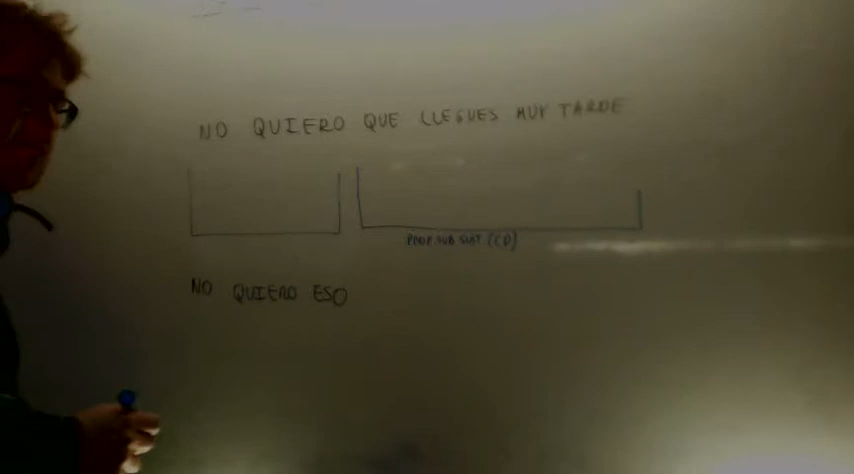 NO QUIERO QUE LLEGUES MUY TARDE
PROP SUB SUST (CD)
NO QUIERO ESO